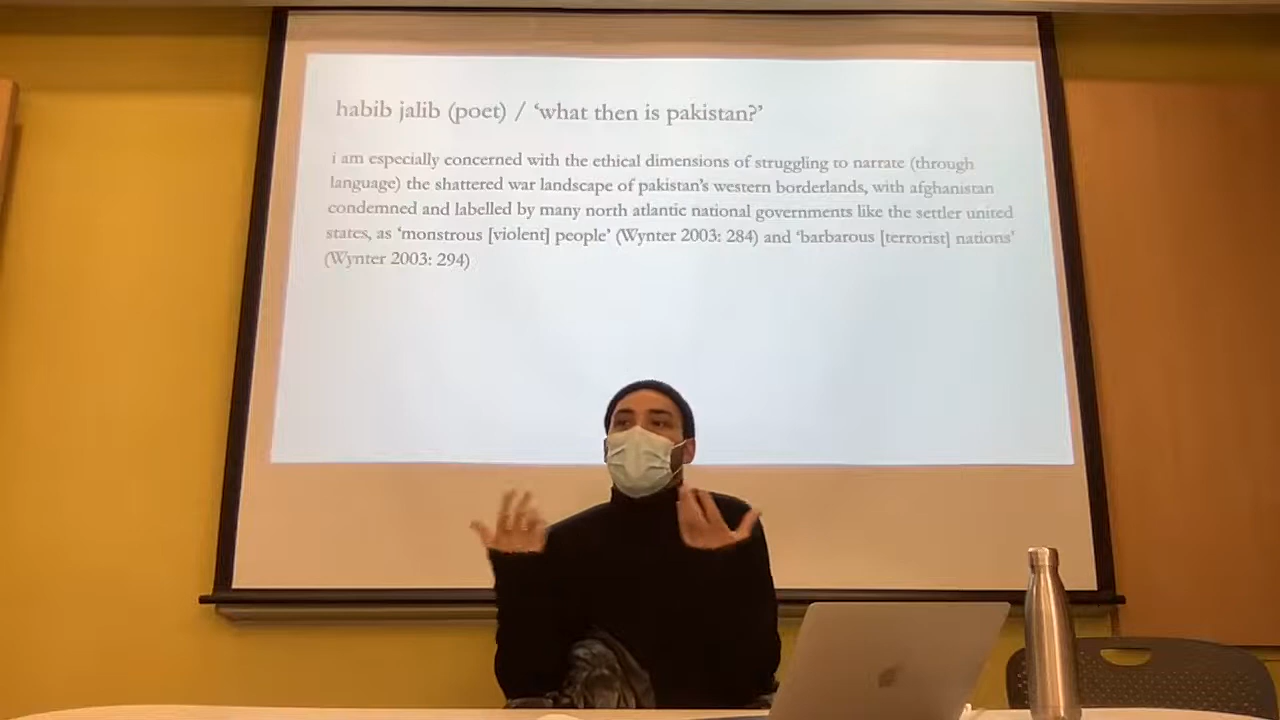 habib jalib (poet) / ‘what then is pakistan?’
i am especially concerned with the ethical dimensions of struggling to narrate (through
language) the shattered war landscape of pakistan’s western borderlands, with afghanistan
condemned and labelled by many north atlantic national governments like the settler united
states, as ‘monstrous [violent] people’ (Wynter 2003: 284) and ‘barbarous [terrorist] nations’
(Wynter 2003: 294)